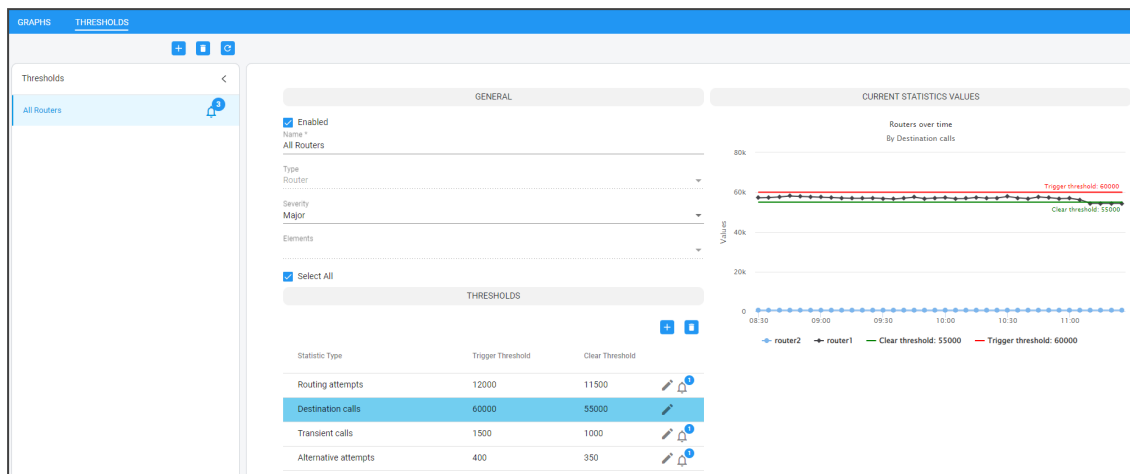 GRAPHS THRESHOLDS
Thresholds
All Routers 3
GENERAL
Enabled
Name *
All Routers
Type
Router
Severity
Major
Elements
Select All
THRESHOLDS
Statistic Type Trigger Threshold Clear Threshold
Routing attempts 12000 11500 1
Destination calls 60000 55000
Transient calls 1500 1000 1
Alternative attempts 400 350 1
CURRENT STATISTICS VALUES
Routers over time
By Destination calls
80k
60k
40k
20k
0
Values
Trigger threshold: 60000
Clear threshold: 55000
08:30 09:00 09:30 10:00 10:30 11:00
router2 router1 Clear threshold: 55000 Trigger threshold: 60000